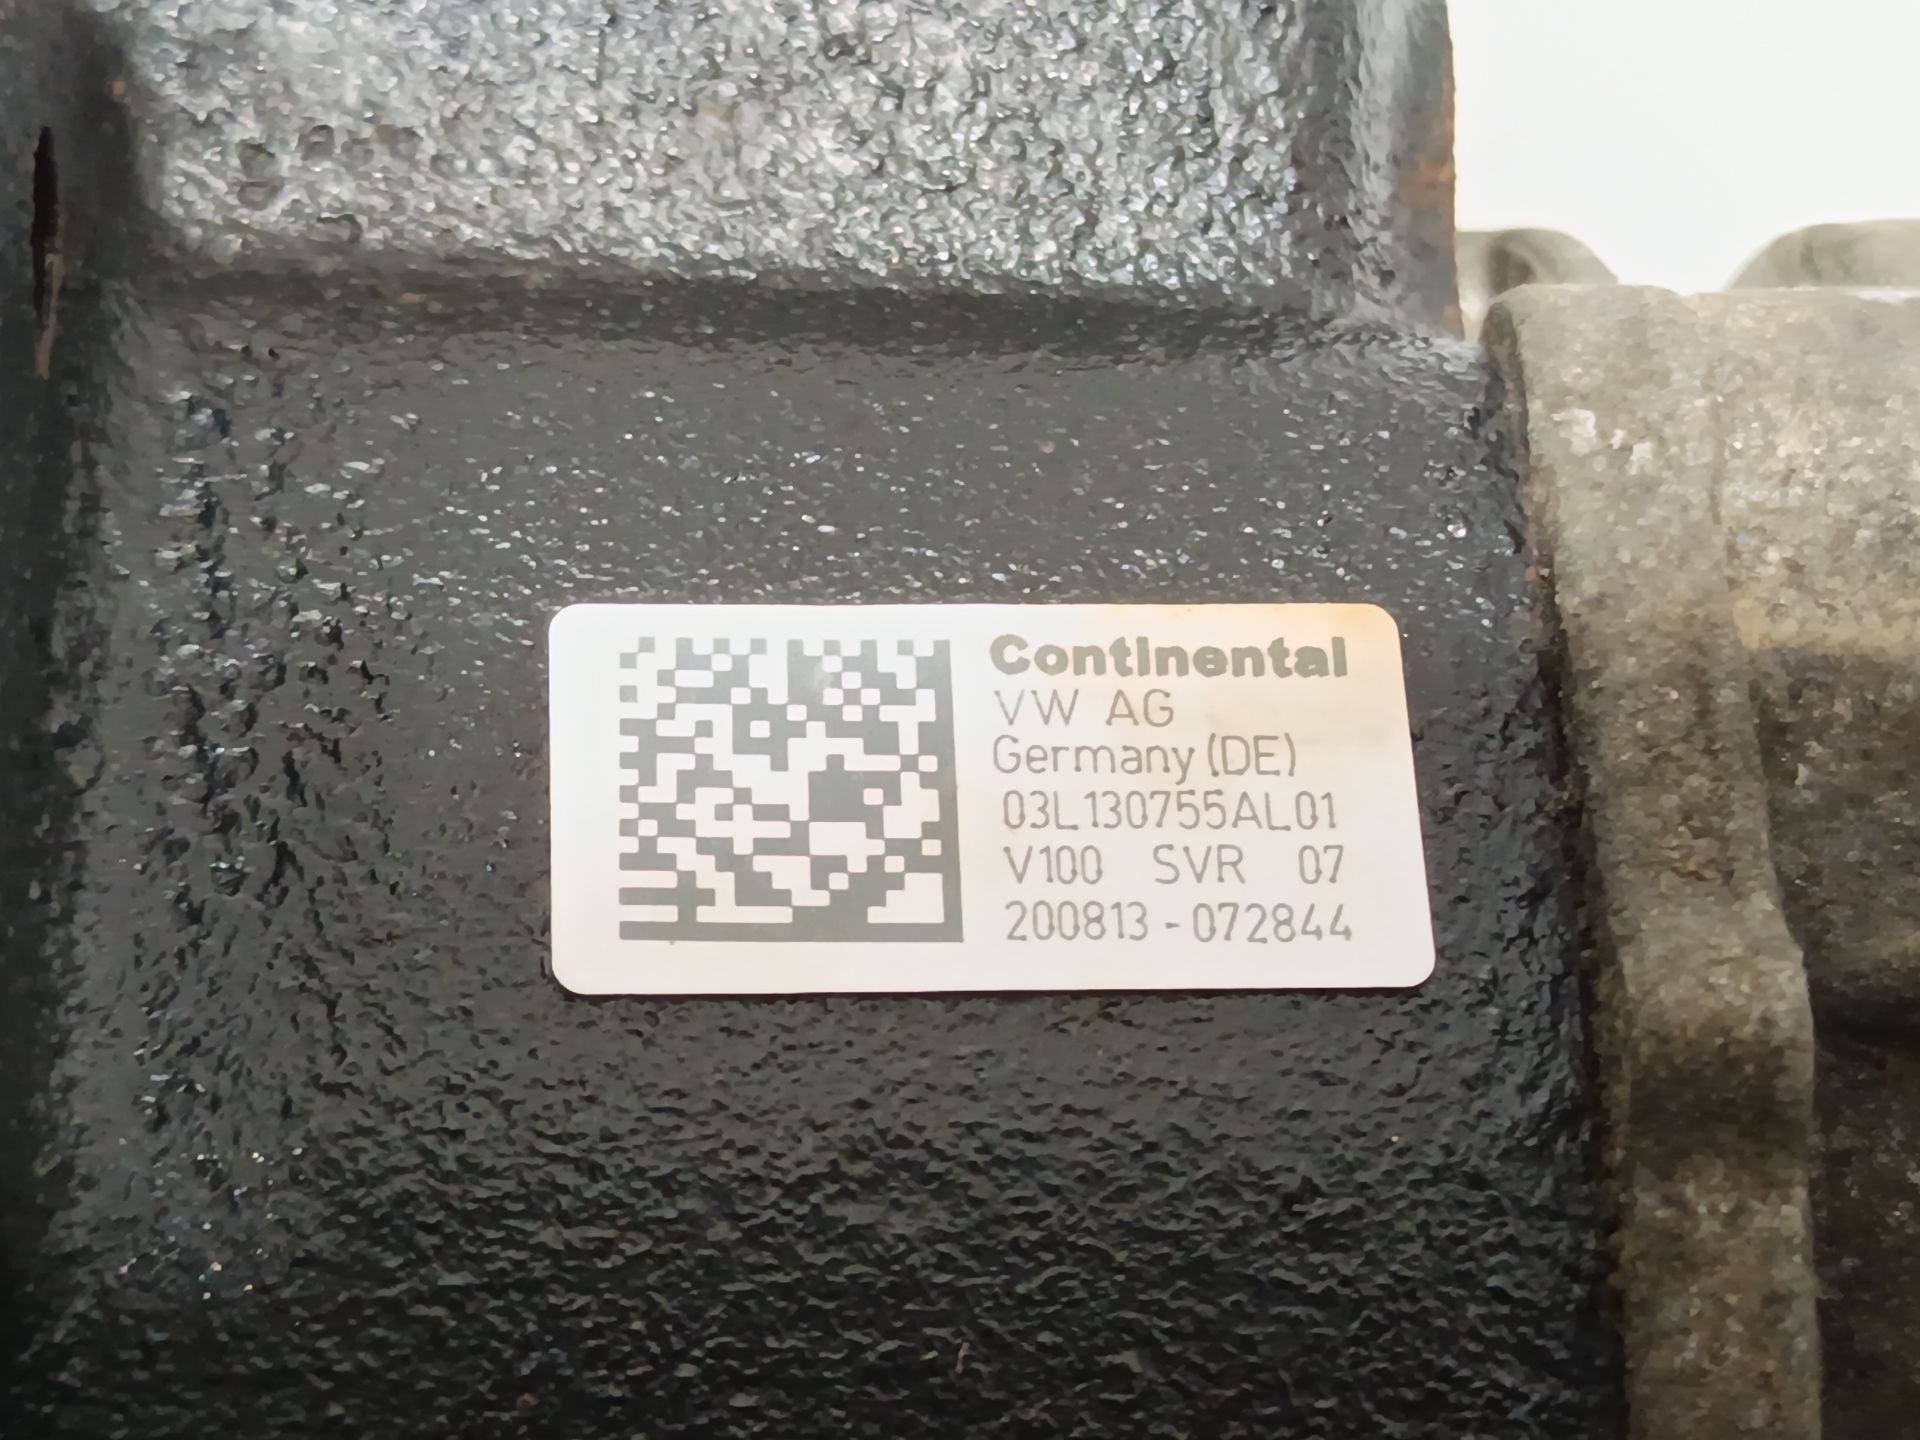 Continental
VW AG
Germany (DE)
03L130755AL01
V100 SVR 07
200813-072844